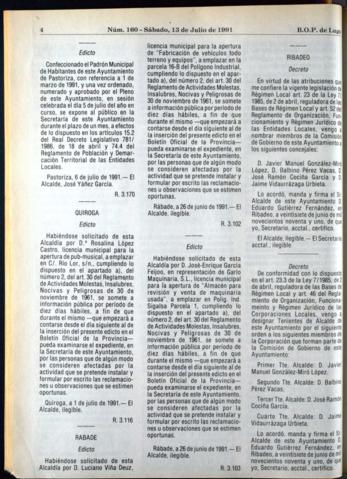 4
Núm. 160 - Sábado, 13 de Julio de 1991
B.O.P. de Lugo
Edicto
Confeccionado el Padrón Municipal
de Habitantes de este Ayuntamiento
de Pastoriza, con referencia a 1 de
marzo de 1991, y una vez ordenado,
numerado y aprobado por el Pleno
de este Ayuntamiento, en sesión
celebrada el día 5 de julio del año en
curso, se expone al público en la
Secretaría de este Ayuntamiento
durante el plazo de un mes, a efectos
de lo dispuesto en los artículos 15.2
del Real Decreto Legislativo 781/
1986, de 18 de abril y 74.4 del
Reglamento de Población y Demar-
cación Territorial de las Entidades
Locales.
Pastoriza, 6 de julio de 1991.— El
Alcalde, José Yáñez García.
R. 3.170
QUIROGA
Edicto
Habiéndose solicitado de esta
Alcaldía por D.ª Rosalina López
Castro, licencia municipal para la
apertura de pub-musical, a emplazar
en C/. Río Lor, s/n., cumpliendo lo
dispuesto en el apartado a), del
número 2, del art. 30 del Reglamento
de Actividades Molestas, Insalubres,
Nocivas y Peligrosas de 30 de
noviembre de 1961, se somete a
información pública por período de
diez días hábiles, a fin de que
durante el mismo —que empezará a
contarse desde el día siguiente al de
la inserción del presente edicto en el
Boletín Oficial de la Provincia—
pueda examinarse el expediente, en
la Secretaría de este Ayuntamiento,
por las personas que de algún modo
se consideren afectadas por la
actividad que se pretende instalar y
formular por escrito las reclamacio-
nes u observaciones que se estimen
oportunas.
Quiroga, a 1 de julio de 1991.— El
Alcalde, ilegible.
R. 3.116
RABADE
Edicto
Habiéndose solicitado de esta
Alcaldía por D. Luciano Viña Deuz,
licencia municipal para la apertura
de "Fabricación de vehículos todo
terreno y equipos", a emplazar en la
parcela 16-B del Polígono Industrial,
cumpliendo lo dispuesto en el aparta-
do a), del número 2, del art. 30 del
Reglamento de Actividades Molestas,
Insalubres, Nocivas y Peligrosas de
30 de noviembre de 1961, se somete
a información pública por período de
diez días hábiles, a fin de que
durante el mismo —que empezará a
contarse desde el día siguiente al de
la inserción del presente edicto en el
Boletín Oficial de la Provincia—
pueda examinarse el expediente, en
la Secretaría de este Ayuntamiento,
por las personas que de algún modo
se consideren afectadas por la
actividad que se pretende instalar y
formular por escrito las reclamacio-
nes u observaciones que se estimen
oportunas.
Rábade, a 26 de junio de 1991.— El
Alcalde, ilegible.
R. 3.102
Edicto
Habiéndose solicitado de esta
Alcaldía por D. José-Enrique García
Feijoo, en representación de Garlo
Maquinaria, S.L., licencia municipal
para la apertura de "Almacén para
revisión y venta de maquinaria
usada", a emplazar en Políg. Ind.
Sigalsa Parcela 1, cumpliendo lo
dispuesto en el apartado a), del
número 2, del art. 30 del Reglamento
de Actividades Molestas, Insalubres,
Nocivas y Peligrosas de 30 de
noviembre de 1961, se somete a
información pública por período de
diez días hábiles, a fin de que
durante el mismo —que empezará a
contarse desde el día siguiente al de
la inserción del presente edicto en el
Boletín Oficial de la Provincia—
pueda examinarse el expediente, en
la Secretaría de este Ayuntamiento,
por las personas que de algún modo
se consideren afectadas por la
actividad que se pretende instalar y
formular por escrito las reclamacio-
nes u observaciones que se estimen
oportunas.
Rábade, a 26 de junio de 1991.— El
Alcalde, ilegible.
R. 3.103
RIBADEO
Decreto
En virtud de las atribuciones que
me confiere la legislación vigente
Régimen Local art. 23 de la Ley 7/
1985, de 2 de abril, reguladora de las
Bases de Régimen Local y art. 52 del
Reglamento de Organización, Fun-
cionamiento y Régimen Jurídico de
las Entidades Locales, vengo a
nombrar miembros de la Comisión
de Gobierno de este Ayuntamiento a
los siguientes concejales:
D. Javier Manuel González-Miró
López, D. Balbino Pérez Vacas, D.
José Ramón Cociña García y D.
Jaime Vidaurrázaga Urbieta.
Lo acordó, manda y firma el Sr.
Alcalde de este Ayuntamiento D.
Eduardo Gutiérrez Fernández, en
Ribadeo, a veintisiete de junio de mil
novecientos noventa y uno, de que
yo, Secretario, acctal., certifico.
El Alcalde, ilegible.— El Secretario
acctal., ilegible
Decreto
De conformidad con lo dispuesto
en el art. 23.3 de la Ley 7/1985, de
reguladora de las Bases de Régimen
Local y art. 46 del Reglamento
de Organización, Funciona-
miento y Régimen Jurídico de las
Corporaciones Locales, vengo a
designar Tenientes de Alcalde de
este Ayuntamiento por el siguiente
orden a los siguientes miembros de
la Corporación que forman parte de
la Comisión de Gobierno de este
Ayuntamiento:
Primer Tte. Alcalde: D. Javier
Manuel González-Miró López.
Segundo Tte. Alcalde: D. Balbino
Pérez Vacas.
Tercer Tte. Alcalde: D. José Ramón
Cociña García.
Cuarto Tte. Alcalde: D. Jaime
Vidaurrázaga Urbieta.
Lo acordó, manda y firma el Sr.
Alcalde de este Ayuntamiento D.
Eduardo Gutiérrez Fernández, en
Ribadeo, a veintisiete de junio de mil
novecientos noventa y uno, de que
yo, Secretario, acctal., certifico.